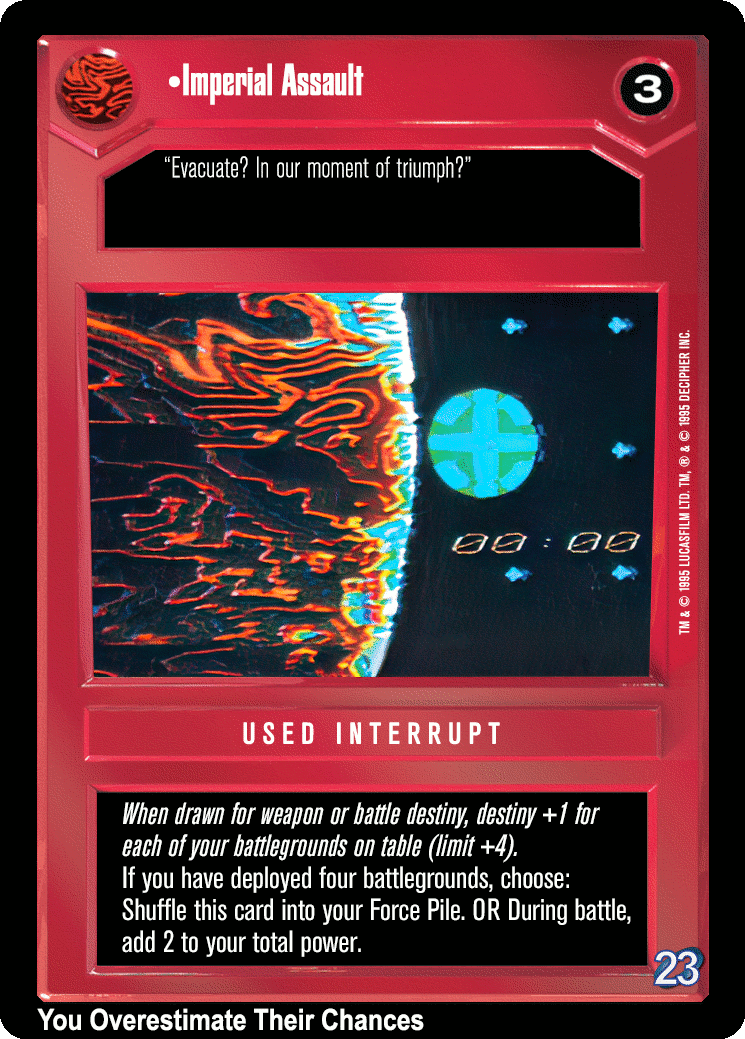 •Imperial Assault
3
“Evacuate? In our moment of triumph?”
00:00
TM & © 1995 LUCASFILM LTD. TM, ® & © 1995 DECIPHER INC.
USED INTERRUPT
When drawn for weapon or battle destiny, destiny +1 for
each of your battlegrounds on table (limit +4).
If you have deployed four battlegrounds, choose:
Shuffle this card into your Force Pile. OR During battle,
add 2 to your total power.
23
You Overestimate Their Chances